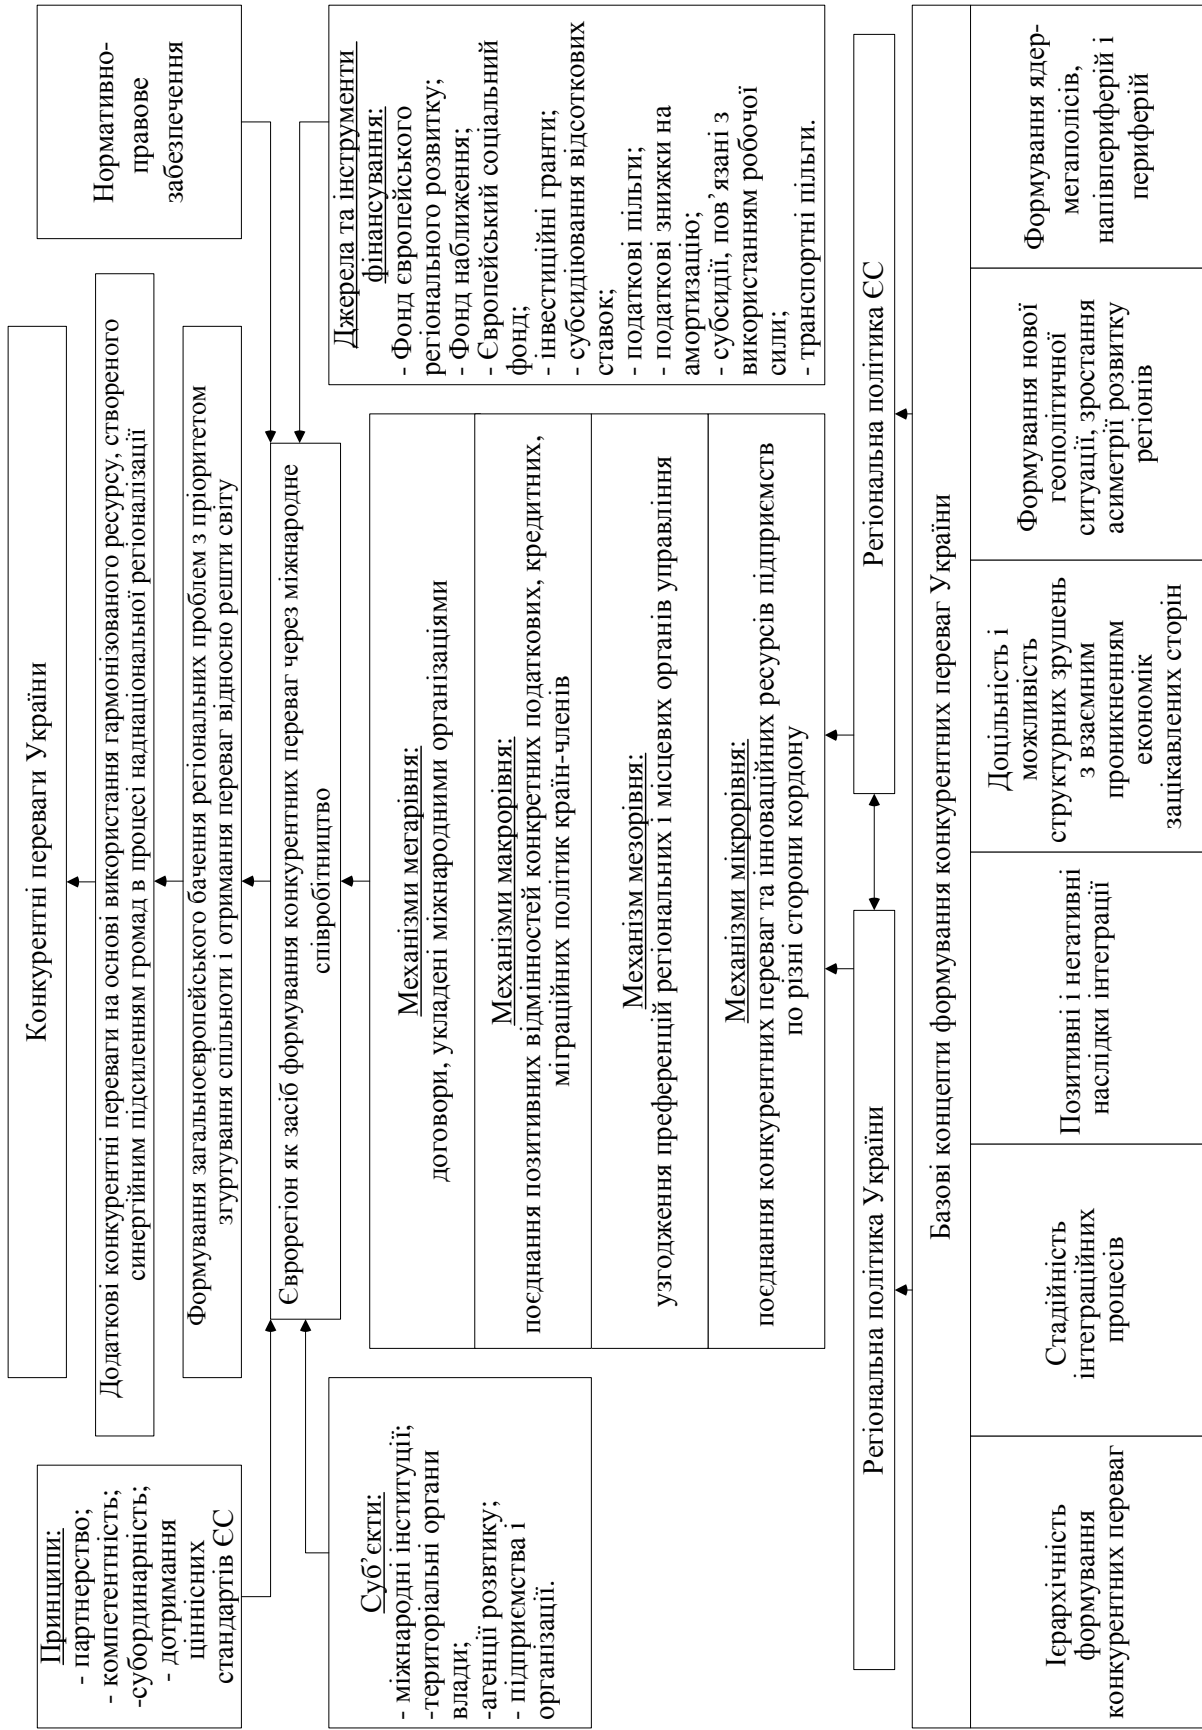 Конкурентні переваги України
Принципи:
- партнерство;
- компетентність;
-субординарність;
- дотримання
ціннісних
стандартів ЄС
Додаткові конкурентні переваги на основі використання гармонізованого ресурсу, створеного
синергійним підсиленням громад в процесі наднаціональної регіоналізації
Нормативно-
правове
забезпечення
Формування загальноєвропейського бачення регіональних проблем з пріоритетом
згуртування спільноти і отримання переваг відносно решти світу
Єврорегіон як засіб формування конкурентних переваг через міжнародне
співробітництво
Суб’єкти:
- міжнародні інституції;
-територіальні органи
влади;
-агенції розвтику;
- підприємства і
організації.
Механізми мегарівня:
договори, укладені міжнародними організаціями
Механізми макрорівня:
поєднання позитивних відмінностей конкретних податкових, кредитних,
міграційних політик країн-членів
Механізми мезорівня:
узгодження преференцій регіональних і місцевих органів управління
Механізми мікрорівня:
поєднання конкурентних переваг та інноваційних ресурсів підприємств
по різні сторони кордону
Джерела та інструменти
фінансування:
- Фонд європейського
регіонального розвитку;
- Фонд наближення;
- Європейський соціальний
фонд;
- інвестиційні гранти;
- субсидіювання відсоткових
ставок;
- податкові пільги;
- податкові знижки на
амортизацію;
- субсидії, пов’язані з
використанням робочої
сили;
- транспортні пільги.
Регіональна політика України
Регіональна політика ЄС
Базові концепти формування конкурентних переваг України
Ієрархічність
формування
конкурентних переваг
Стадійність
інтеграційних
процесів
Позитивні і негативні
наслідки інтеграції
Доцільність і
можливість
структурних зрушень
з взаємним
проникненням
економік
зацікавлених сторін
Формування нової
геополітичної
ситуації, зростання
асиметрії розвитку
регіонів
Формування ядер-
мегаполісів,
напівпериферій і
периферій